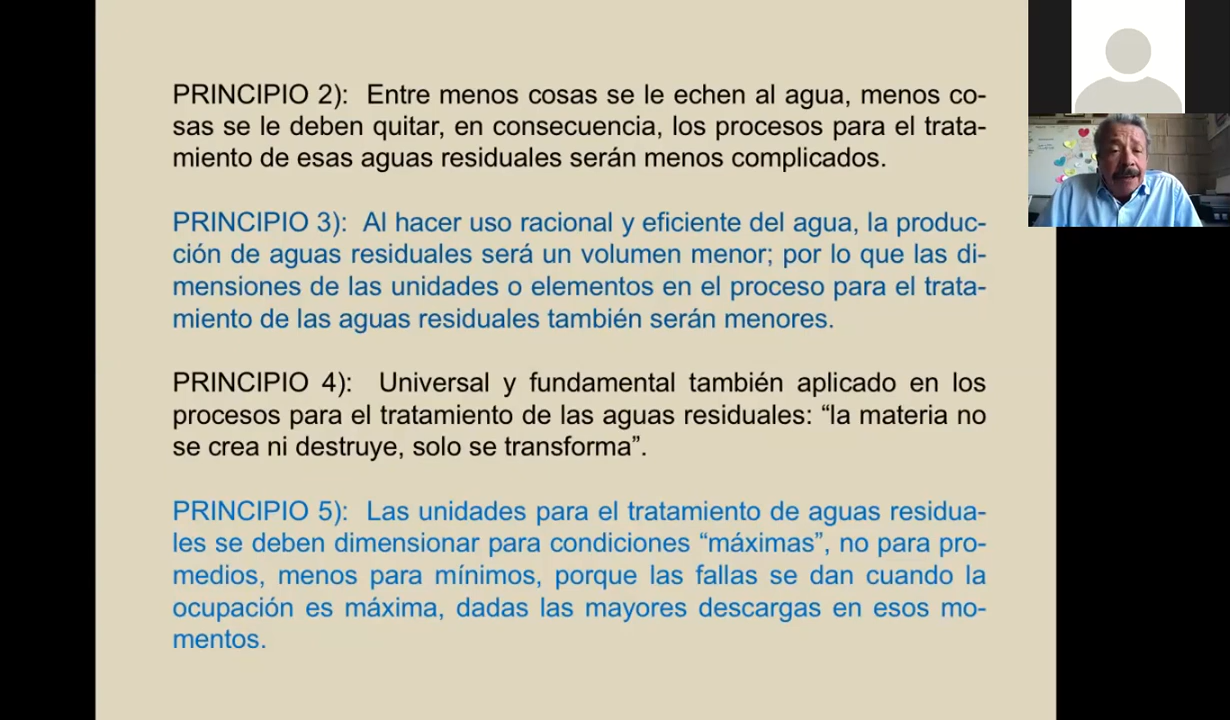 PRINCIPIO 2): Entre menos cosas se le echen al agua, menos co-
sas se le deben quitar, en consecuencia, los procesos para el trata-
miento de esas aguas residuales serán menos complicados.
PRINCIPIO 3): Al hacer uso racional y eficiente del agua, la produc-
ción de aguas residuales será un volumen menor; por lo que las di-
mensiones de las unidades o elementos en el proceso para el trata-
miento de las aguas residuales también serán menores.
PRINCIPIO 4): Universal y fundamental también aplicado en los
procesos para el tratamiento de las aguas residuales: “la materia no
se crea ni destruye, solo se transforma”.
PRINCIPIO 5): Las unidades para el tratamiento de aguas residua-
les se deben dimensionar para condiciones “máximas”, no para pro-
medios, menos para mínimos, porque las fallas se dan cuando la
ocupación es máxima, dadas las mayores descargas en esos mo-
mentos.